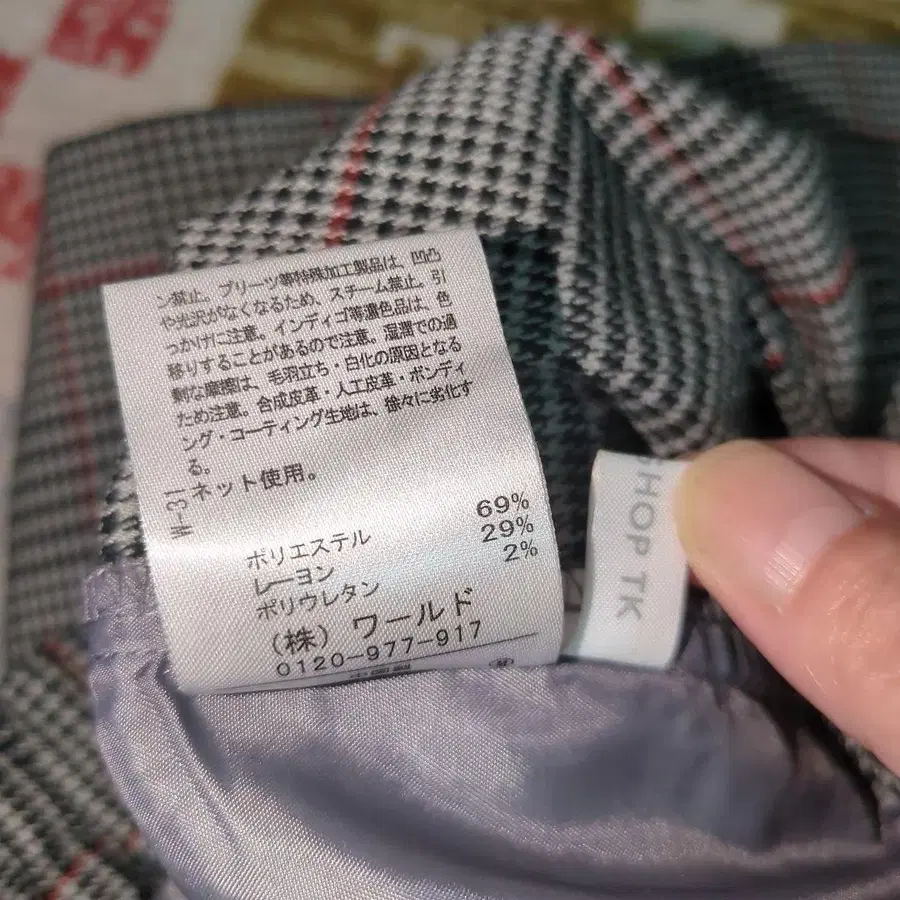 ン禁止。プリーツ等特殊加工製品は、凹凸
や光沢がなくなるため、スチーム禁止。引
っかけに注意。インディゴ等濃色品は、色
移りすることがあるので注意。湿潤での過
剰な摩擦は、毛羽立ち・白化の原因となる
ため注意。合成皮革・人工皮革・ボンディ
ング・コーティング生地は、徐々に劣化す
る。
ネット使用。
W-31
ポリエステル 69%
レーヨン 29%
ポリウレタン 2%
(株) ワールド
0120-977-917
SHOP TK